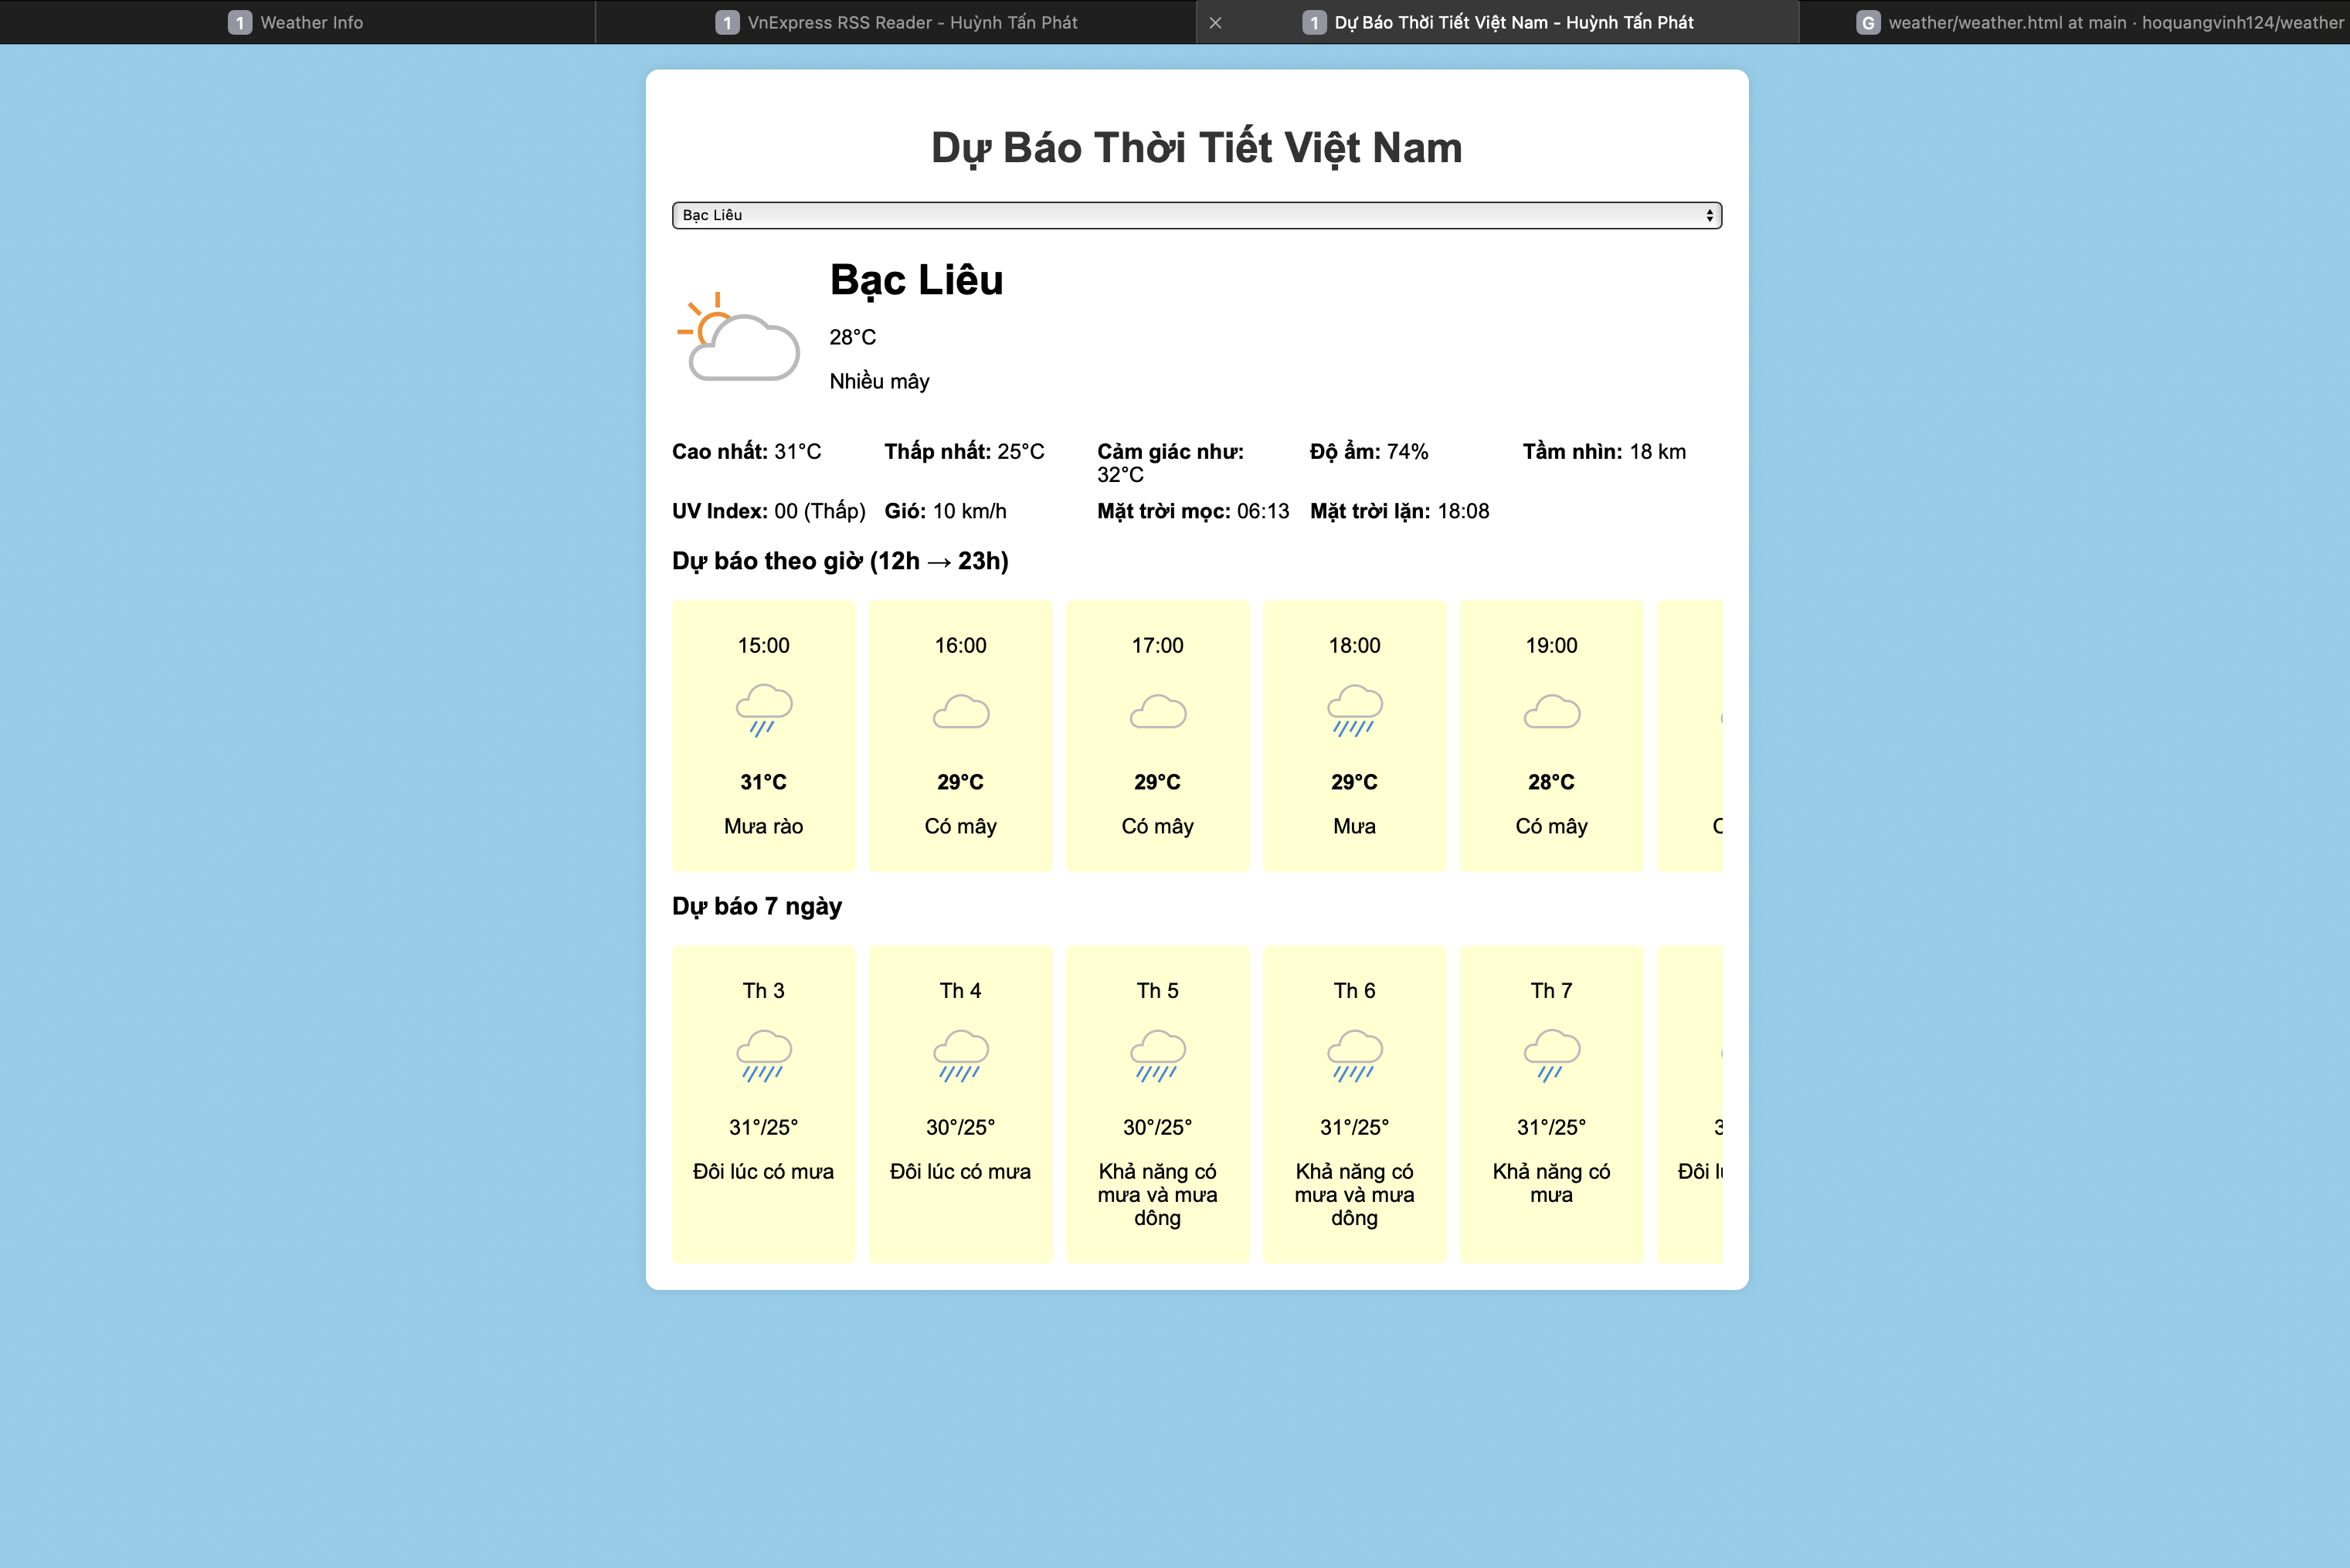 1 Weather Info
1 VnExpress RSS Reader - Huỳnh Tấn Phát
1 Dự Báo Thời Tiết Việt Nam - Huỳnh Tấn Phát
G weather/weather.html at main · hoquangvinh124/weather
Dự Báo Thời Tiết Việt Nam
Bạc Liêu
Bạc Liêu
28°C
Nhiều mây
Cao nhất: 31°C Thấp nhất: 25°C Cảm giác như: Độ ẩm: 74% Tầm nhìn: 18 km
32°C
UV Index: 00 (Thấp) Gió: 10 km/h Mặt trời mọc: 06:13 Mặt trời lặn: 18:08
Dự báo theo giờ (12h → 23h)
15:00 16:00 17:00 18:00 19:00
31°C 29°C 29°C 29°C 28°C
Mưa rào Có mây Có mây Mưa Có mây
Dự báo 7 ngày
Th 3 Th 4 Th 5 Th 6 Th 7
31°/25° 30°/25° 30°/25° 31°/25° 31°/25° 3
Đôi lúc có mưa Đôi lúc có mưa Khả năng có Khả năng có Khả năng có Đôi
mưa và mưa mưa và mưa mưa
dông dông